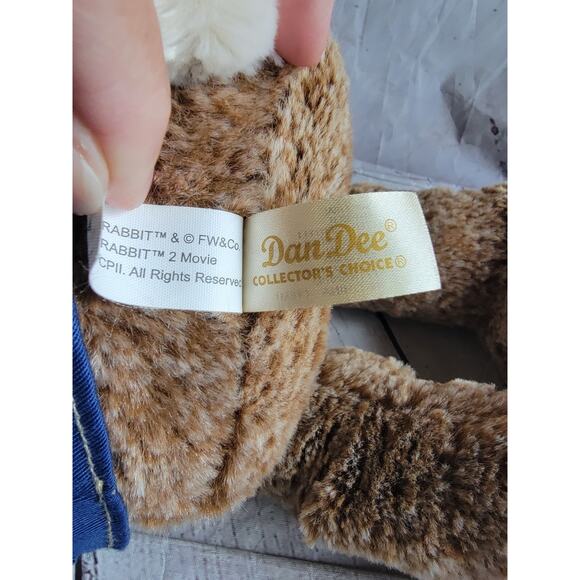 RABBIT™ & © FW&Co.
RABBIT™ 2 Movie
CPII. All Rights Reserved
Dan Dee®
COLLECTOR'S CHOICE®